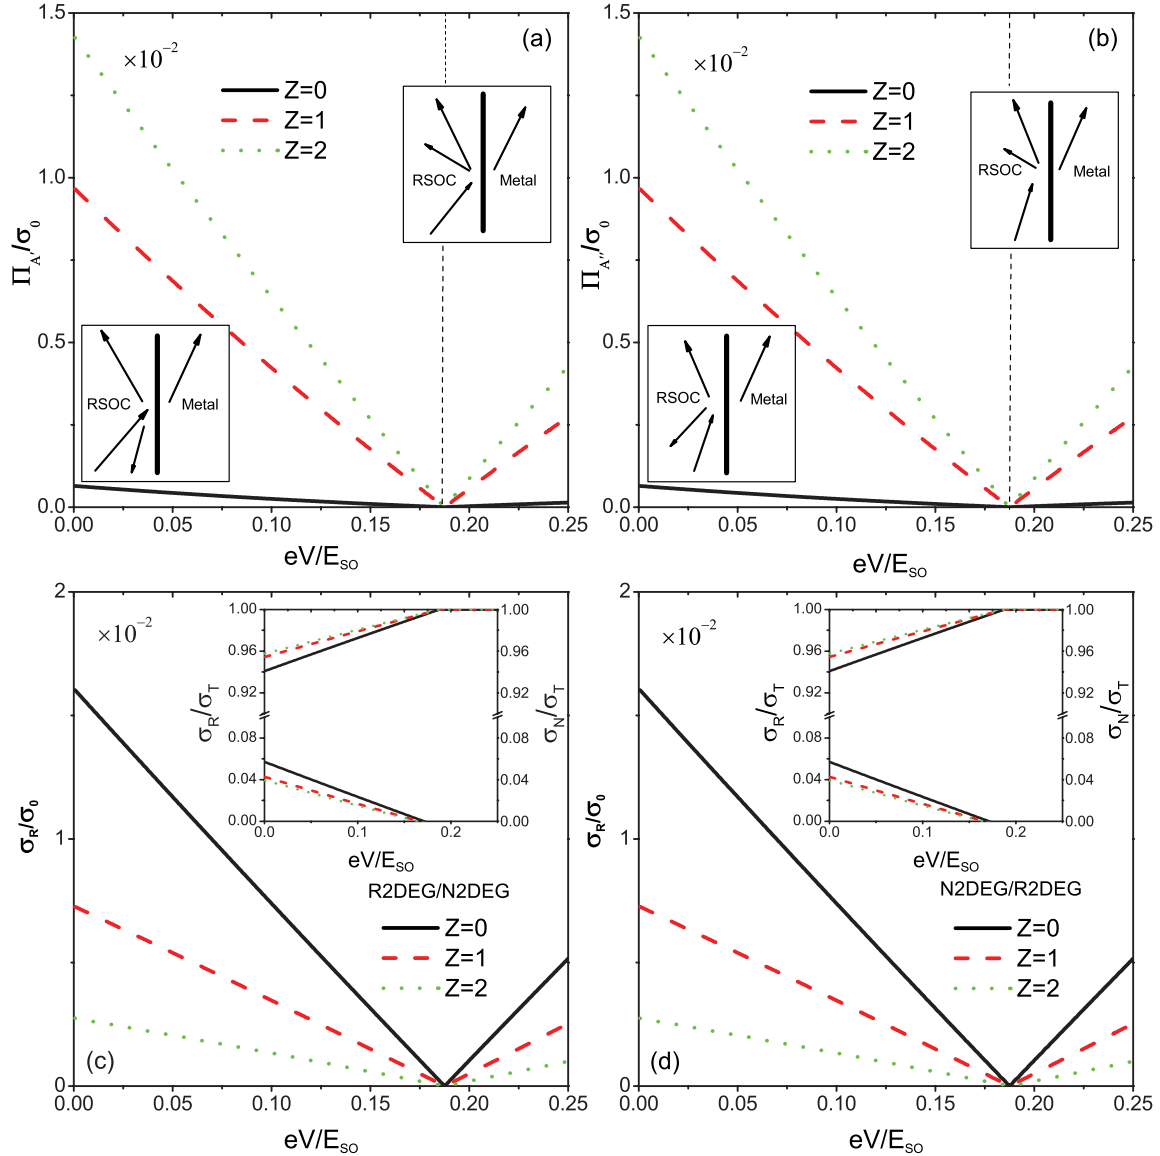 1.5
(a)
×10⁻²
Z=0
Z=1
Z=2
RSOC
Metal
1.0
Π_A′/σ₀
0.5
RSOC
Metal
0.0
0.00 0.05 0.10 0.15 0.20 0.25
eV/E_SO
1.5
(b)
×10⁻²
Z=0
Z=1
Z=2
RSOC
Metal
1.0
Π_A″/σ₀
0.5
RSOC
Metal
0.0
0.00 0.05 0.10 0.15 0.20 0.25
eV/E_SO
2
×10⁻²
1.00 1.00
0.96 0.96
0.92 0.92
σ_R/σ_T
σ_N/σ_T
0.08 0.08
0.04 0.04
0.00 0.00
0.0 0.1 0.2
eV/E_SO
1
σ_R/σ₀
R2DEG/N2DEG
Z=0
Z=1
Z=2
(c)
0
0.00 0.05 0.10 0.15 0.20 0.25
eV/E_SO
2
×10⁻²
1.00 1.00
0.96 0.96
0.92 0.92
σ_R/σ_T
σ_N/σ_T
0.08 0.08
0.04 0.04
0.00 0.00
0.0 0.1 0.2
eV/E_SO
1
σ_R/σ₀
N2DEG/R2DEG
Z=0
Z=1
Z=2
(d)
0
0.00 0.05 0.10 0.15 0.20 0.25
eV/E_SO